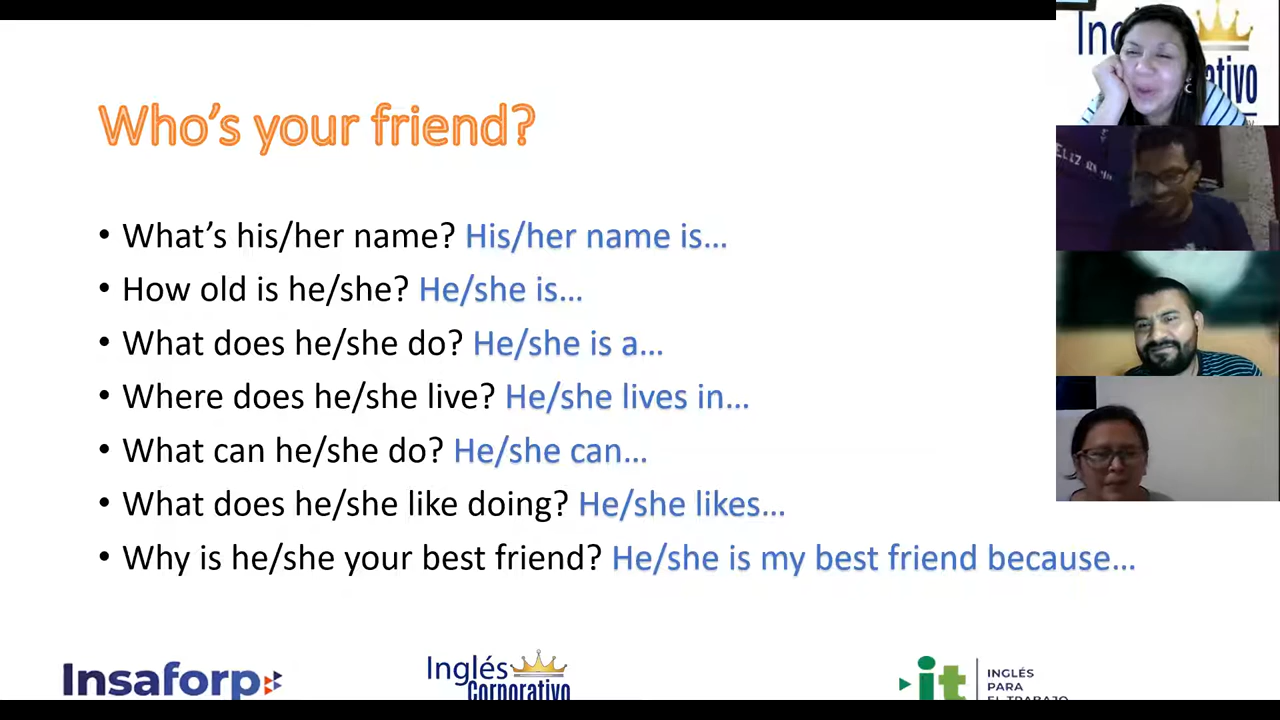 Who's your friend?
• What's his/her name? His/her name is…
• How old is he/she? He/she is…
• What does he/she do? He/she is a…
• Where does he/she live? He/she lives in…
• What can he/she do? He/she can…
• What does he/she like doing? He/she likes…
• Why is he/she your best friend? He/she is my best friend because…
Insaforp
Inglés
Corporativo
it
INGLÉS
PARA
EL TRABAJO